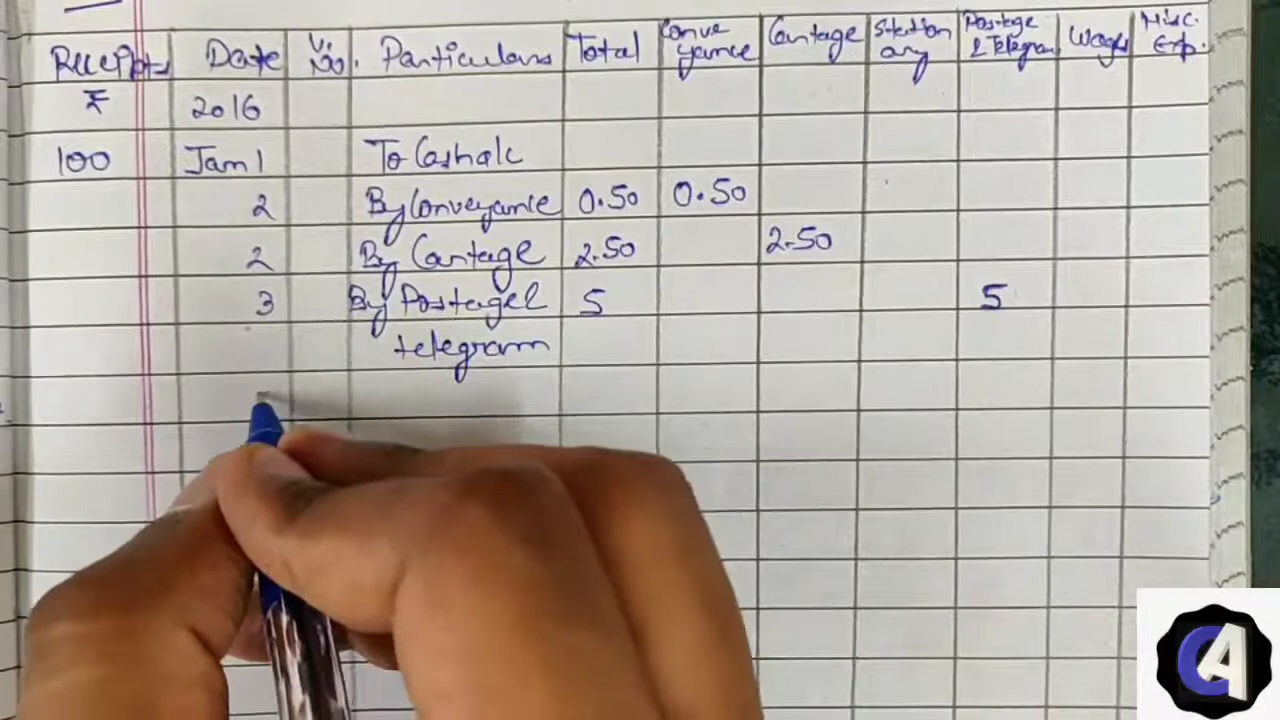 Receipts Date V.No. Particulars Total Conveyance Cartage Stationary Postage & Telegram Wages Misc. Exp.
₹ 2016
100 Jan 1 To Cash a/c
2 By Conveyance 0.50 0.50
2 By Cartage 2.50 2.50
3 By Postage & 5 5
telegram
CA